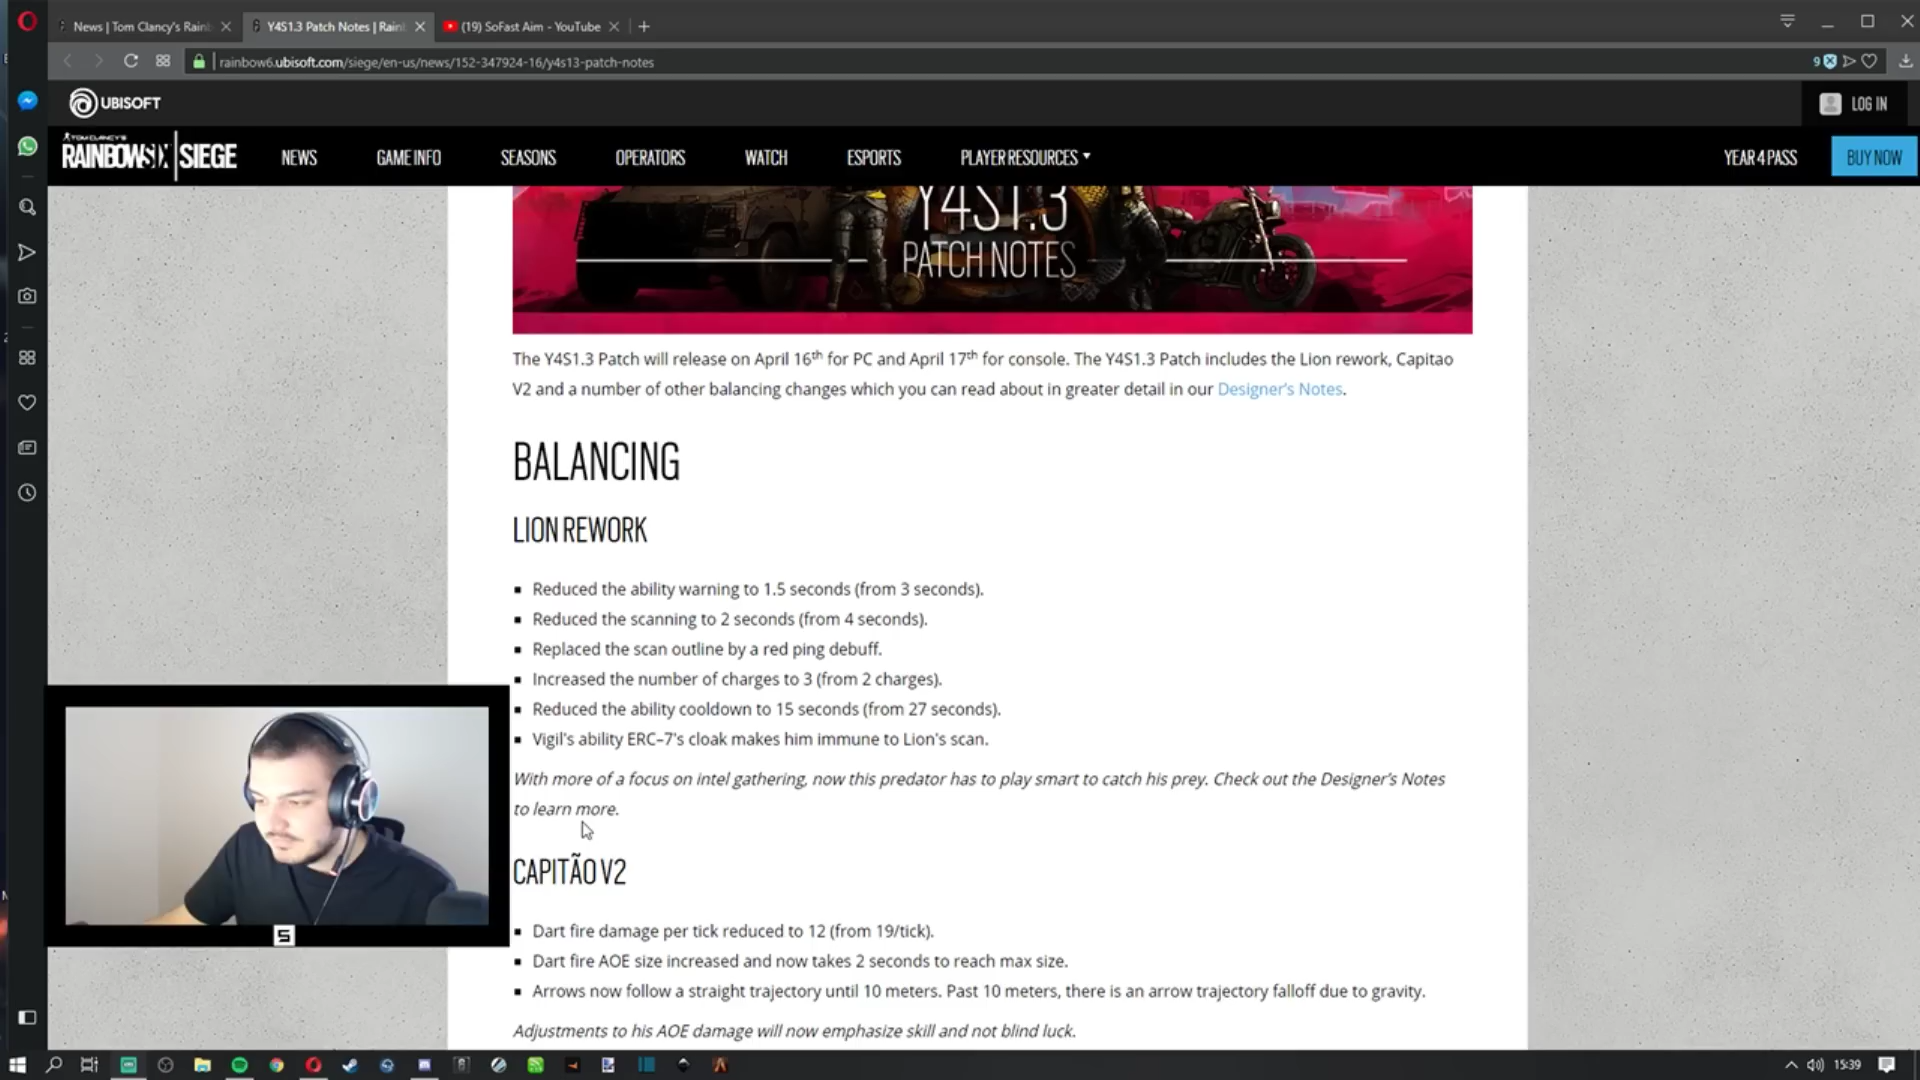 News | Tom Clancy's Rainb
Y4S1.3 Patch Notes | Rain
(19) SoFast Aim - YouTube
rainbow6.ubisoft.com/siege/en-us/news/152-347924-16/y4s13-patch-notes
9
UBISOFT
LOG IN
TOM CLANCY'S
RAINBOWSIX | SIEGE
NEWS
GAME INFO
SEASONS
OPERATORS
WATCH
ESPORTS
PLAYER RESOURCES
YEAR 4 PASS
BUY NOW
Y4S1.3
PATCH NOTES
The Y4S1.3 Patch will release on April 16th for PC and April 17th for console. The Y4S1.3 Patch includes the Lion rework, Capitao
V2 and a number of other balancing changes which you can read about in greater detail in our Designer's Notes.
BALANCING
LION REWORK
▪ Reduced the ability warning to 1.5 seconds (from 3 seconds).
▪ Reduced the scanning to 2 seconds (from 4 seconds).
▪ Replaced the scan outline by a red ping debuff.
▪ Increased the number of charges to 3 (from 2 charges).
▪ Reduced the ability cooldown to 15 seconds (from 27 seconds).
▪ Vigil's ability ERC–7's cloak makes him immune to Lion's scan.
With more of a focus on intel gathering, now this predator has to play smart to catch his prey. Check out the Designer's Notes
to learn more.
CAPITÃO V2
▪ Dart fire damage per tick reduced to 12 (from 19/tick).
▪ Dart fire AOE size increased and now takes 2 seconds to reach max size.
▪ Arrows now follow a straight trajectory until 10 meters. Past 10 meters, there is an arrow trajectory falloff due to gravity.
Adjustments to his AOE damage will now emphasize skill and not blind luck.
S
15:39